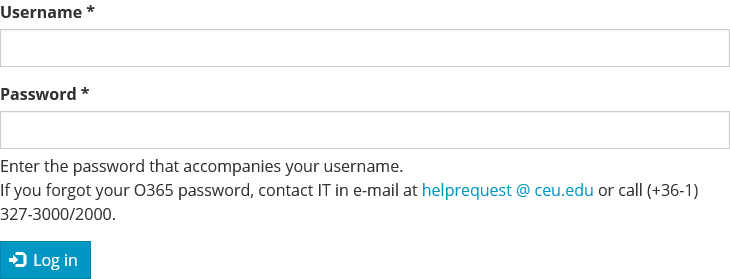 Username *
Password *
Enter the password that accompanies your username.
If you forgot your O365 password, contact IT in e-mail at helprequest @ ceu.edu or call (+36-1)
327-3000/2000.
Log in